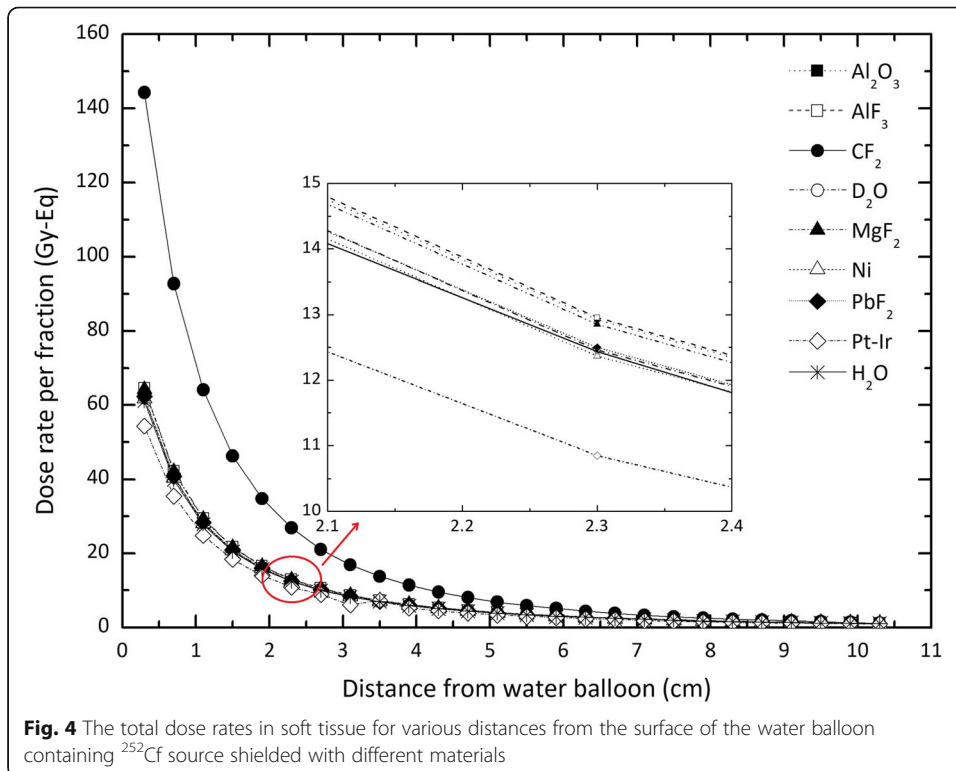 160
140
120
100
80
60
40
20
0
Dose rate per fraction (Gy-Eq)
Al₂O₃
AlF₃
CF₂
D₂O
MgF₂
Ni
PbF₂
Pt-Ir
H₂O
15
14
13
12
11
10
2.1 2.2 2.3 2.4
0 1 2 3 4 5 6 7 8 9 10 11
Distance from water balloon (cm)
Fig. 4 The total dose rates in soft tissue for various distances from the surface of the water balloon
containing ²⁵²Cf source shielded with different materials